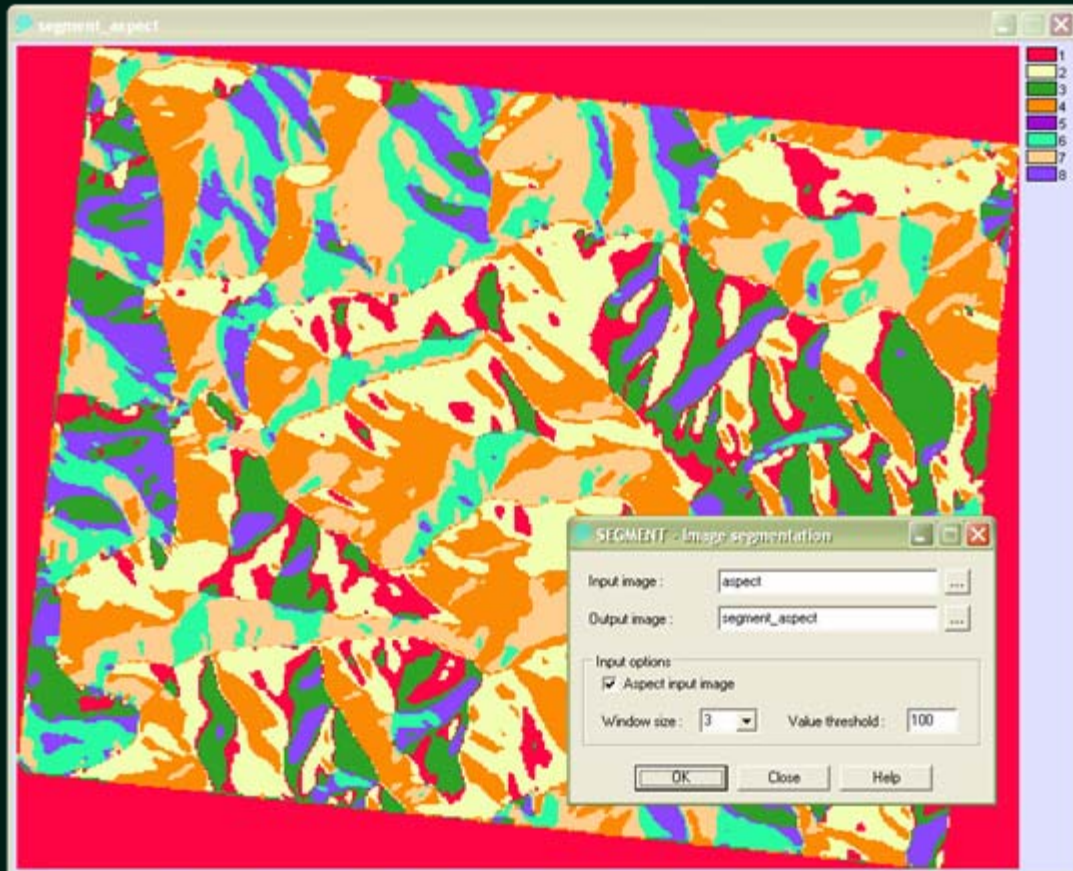 segment_aspect
1
2
3
4
5
6
7
8
SEGMENT - Image segmentation
Input image : aspect ...
Output image : segment_aspect ...
Input options
Aspect input image
Window size : 3 Value threshold : 100
OK Close Help